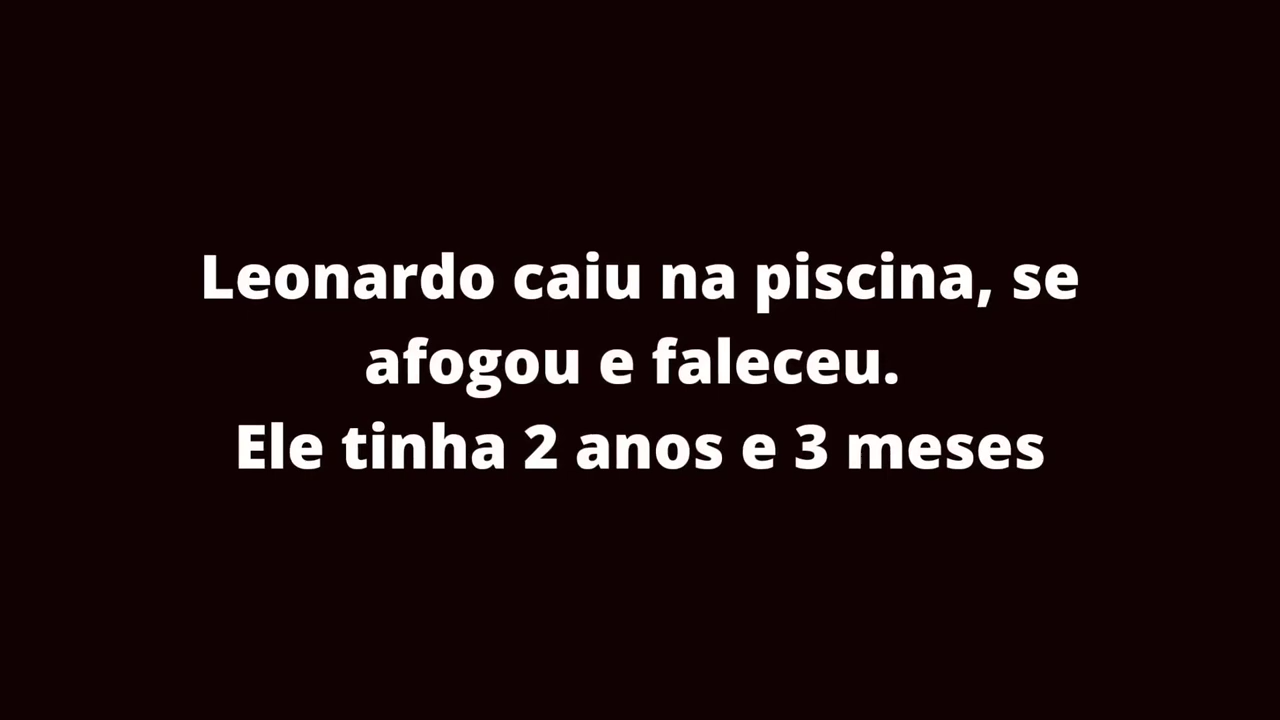 Leonardo caiu na piscina, se
afogou e faleceu.
Ele tinha 2 anos e 3 meses